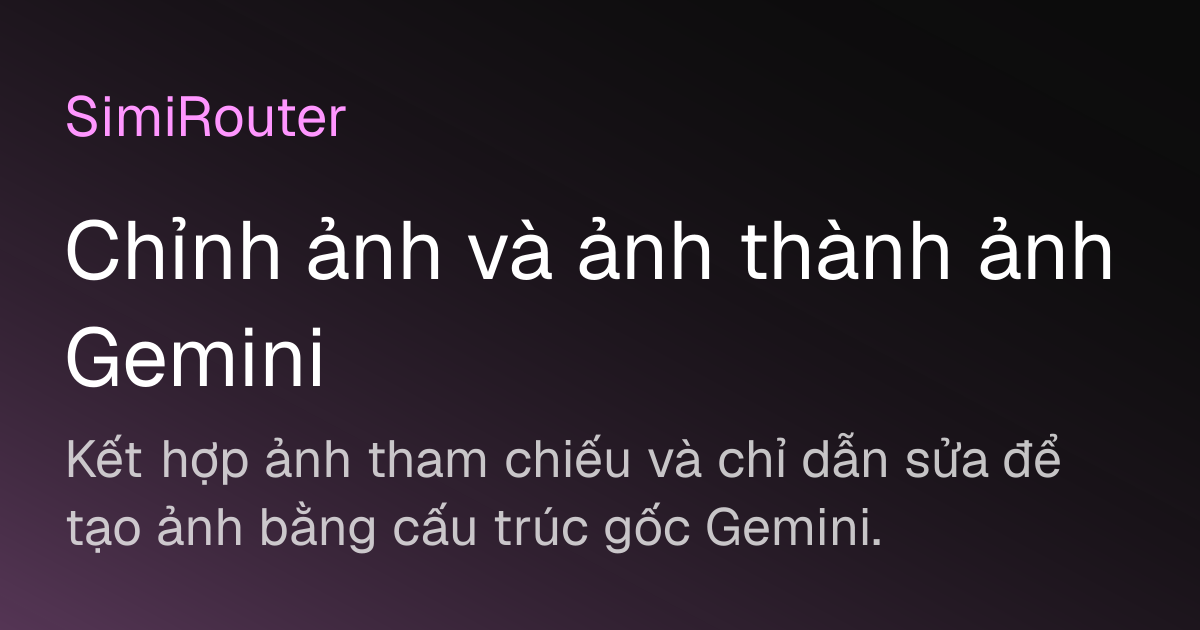 SimiRouter
Chỉnh ảnh và ảnh thành ảnh
Gemini
Kết hợp ảnh tham chiếu và chỉ dẫn sửa để
tạo ảnh bằng cấu trúc gốc Gemini.